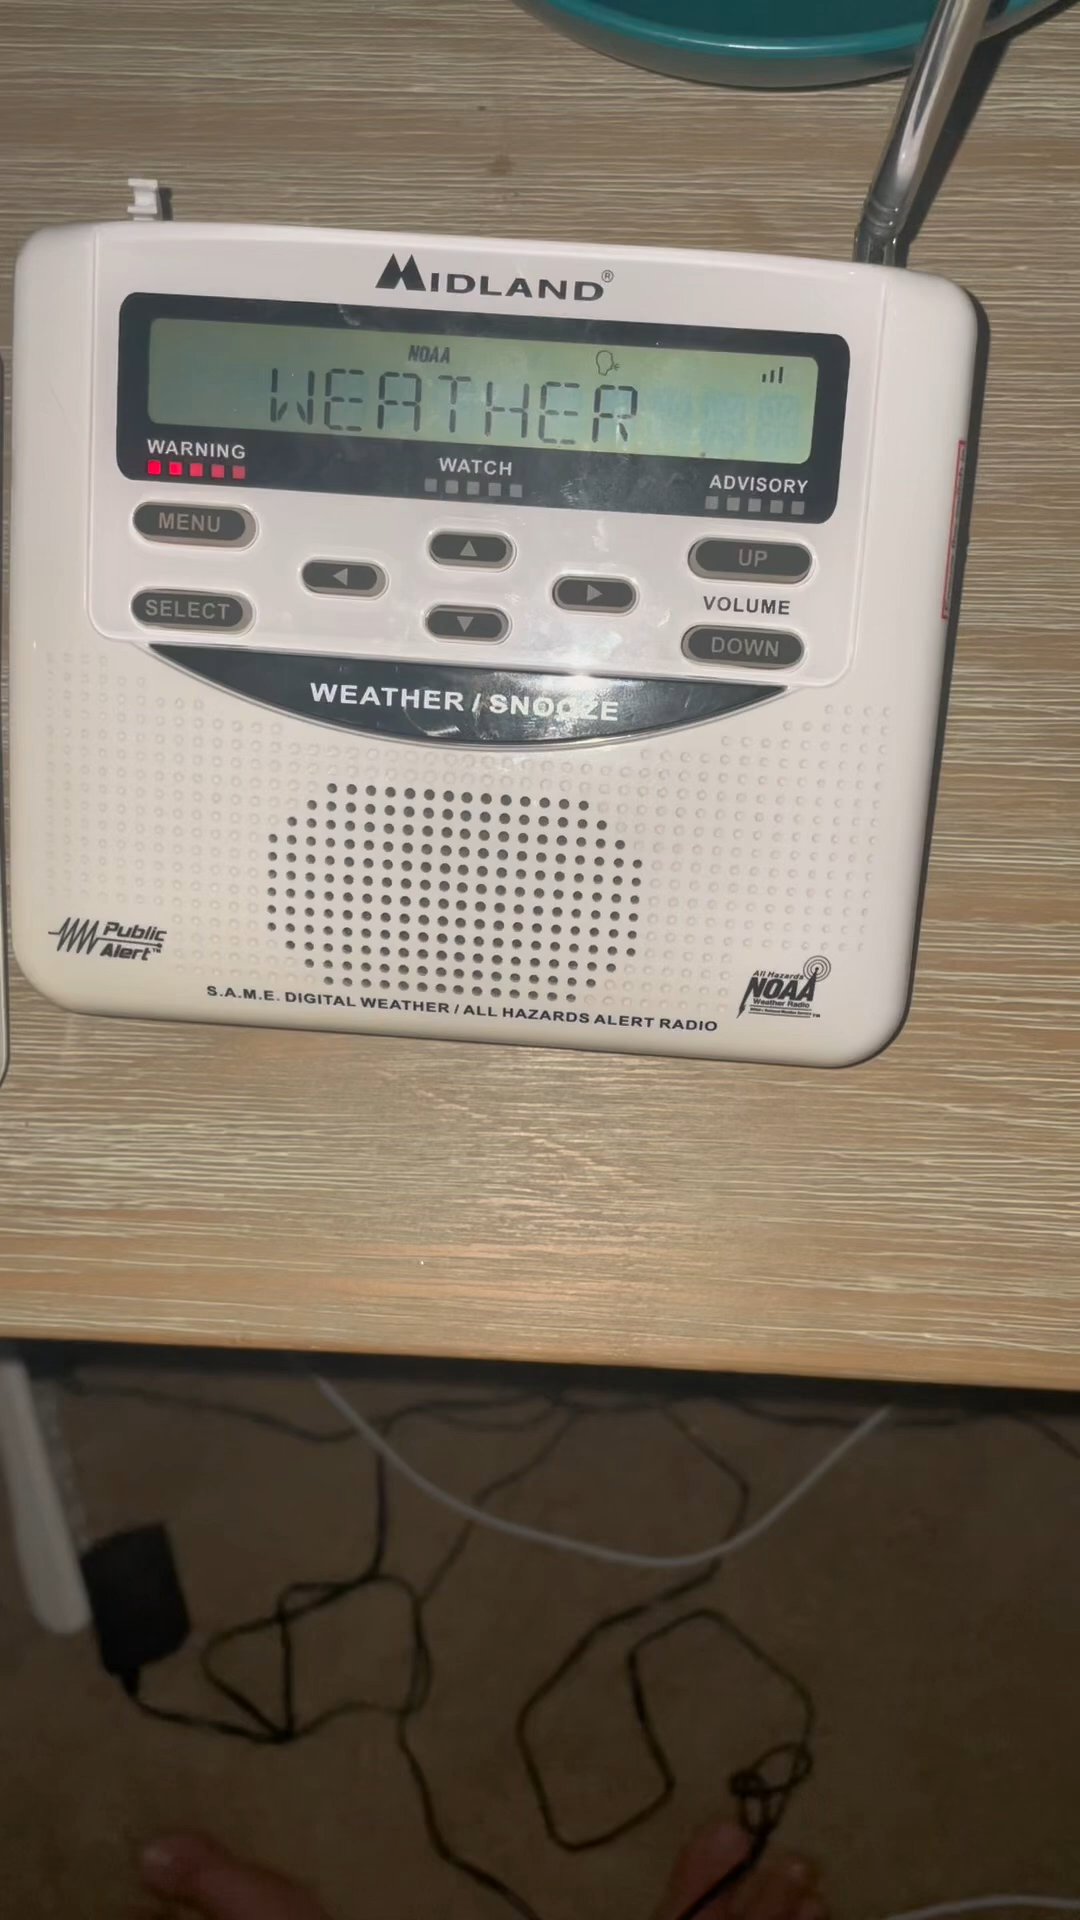 MIDLAND®
NOAA
WEATHER
WARNING
WATCH
ADVISORY
MENU
UP
VOLUME
SELECT
DOWN
WEATHER / SNOOZE
Public
Alert™
All Hazards
NOAA
Weather Radio
S.A.M.E. DIGITAL WEATHER / ALL HAZARDS ALERT RADIO